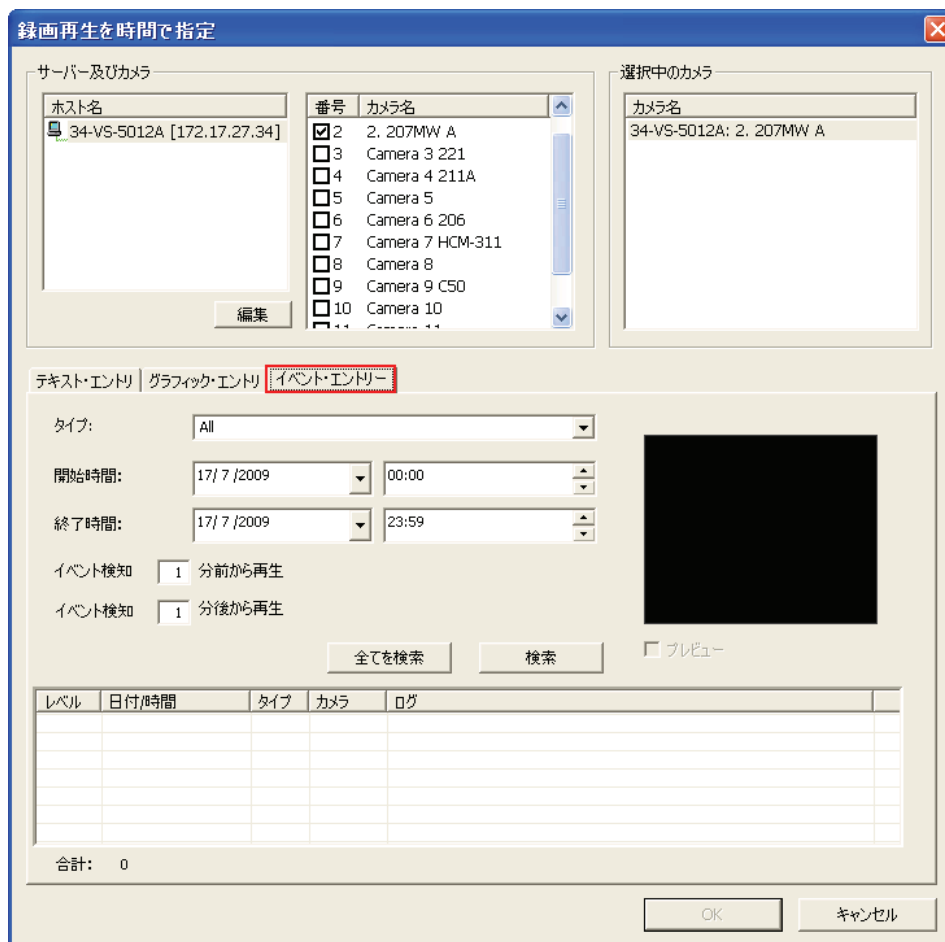 録画再生を時間で指定
サーバー及びカメラ
ホスト名
34-VS-5012A [172.17.27.34]
編集
番号 カメラ名
2 2. 207MW A
3 Camera 3 221
4 Camera 4 211A
5 Camera 5
6 Camera 6 206
7 Camera 7 HCM-311
8 Camera 8
9 Camera 9 C50
10 Camera 10
11 Camera 11
選択中のカメラ
カメラ名
34-VS-5012A: 2. 207MW A
テキスト・エントリ グラフィック・エントリ イベント・エントリー
タイプ: All
開始時間: 17/ 7 /2009 00:00
終了時間: 17/ 7 /2009 23:59
イベント検知 1 分前から再生
イベント検知 1 分後から再生
プレビュー
全てを検索 検索
レベル 日付/時間 タイプ カメラ ログ
合計: 0
OK キャンセル